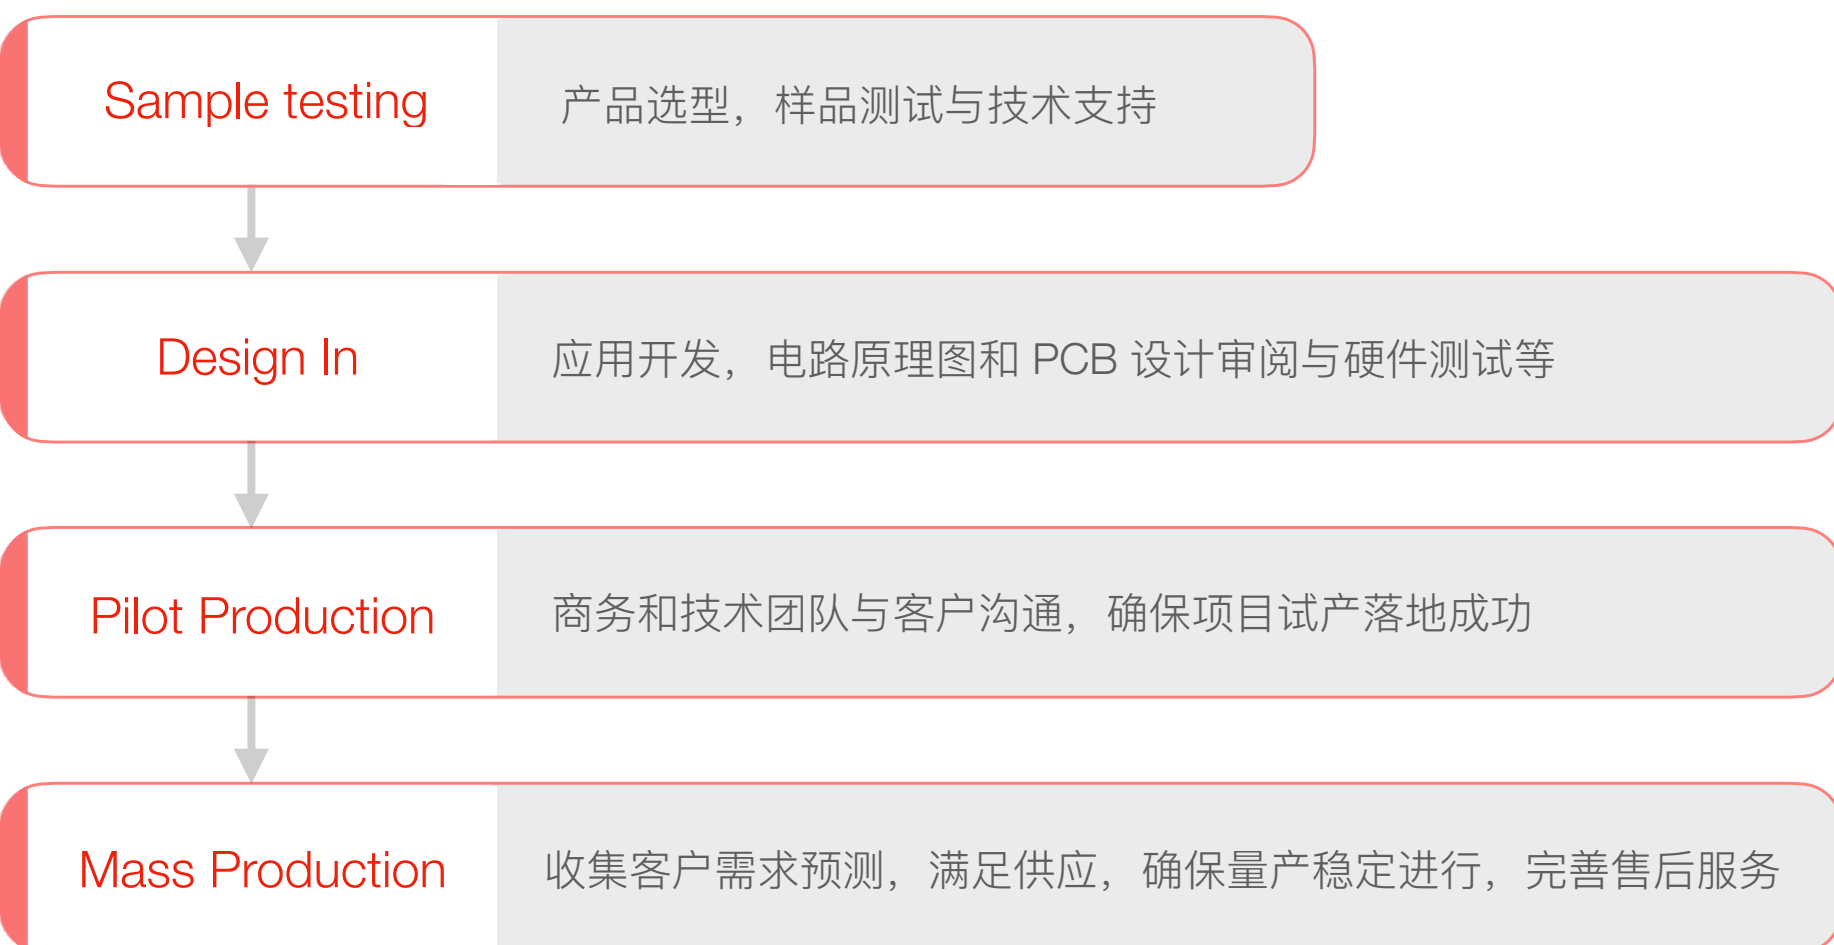 Sample testing
产品选型，样品测试与技术支持
Design In
应用开发，电路原理图和 PCB 设计审阅与硬件测试等
Pilot Production
商务和技术团队与客户沟通，确保项目试产落地成功
Mass Production
收集客户需求预测，满足供应，确保量产稳定进行，完善售后服务